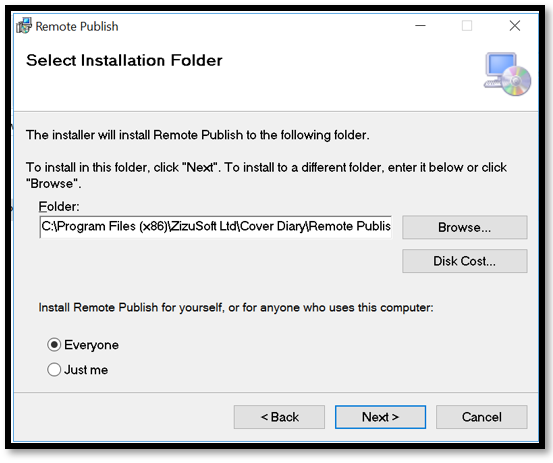 Remote Publish
Select Installation Folder
The installer will install Remote Publish to the following folder.
To install in this folder, click "Next". To install to a different folder, enter it below or click
"Browse".
Folder:
C:\Program Files (x86)\ZizuSoft Ltd\Cover Diary\Remote Publis
Browse...
Disk Cost...
Install Remote Publish for yourself, or for anyone who uses this computer:
Everyone
Just me
< Back
Next >
Cancel